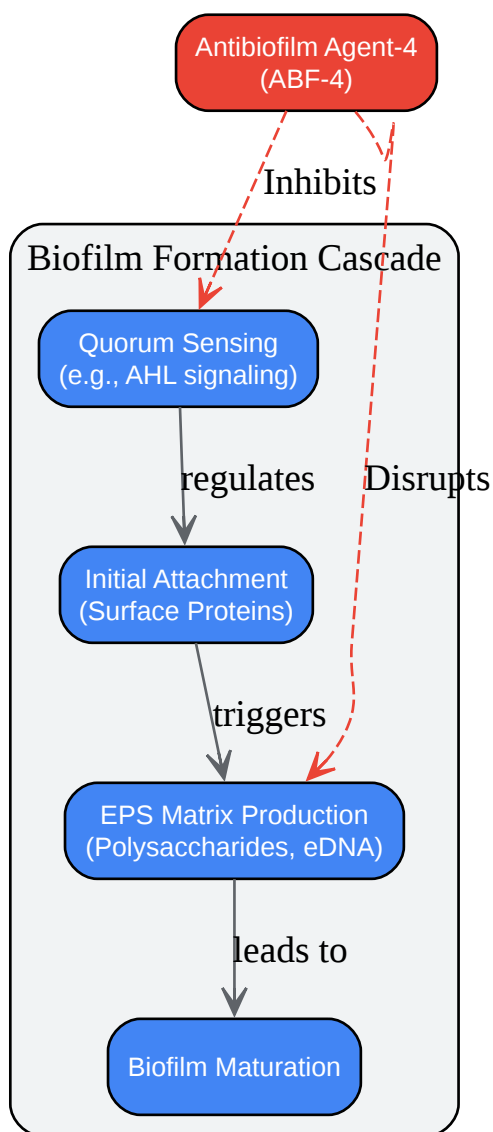 Antibiofilm Agent-4
(ABF-4)
Inhibits
Biofilm Formation Cascade
Quorum Sensing
(e.g., AHL signaling)
regulates
Disrupts
Initial Attachment
(Surface Proteins)
triggers
EPS Matrix Production
(Polysaccharides, eDNA)
leads to
Biofilm Maturation